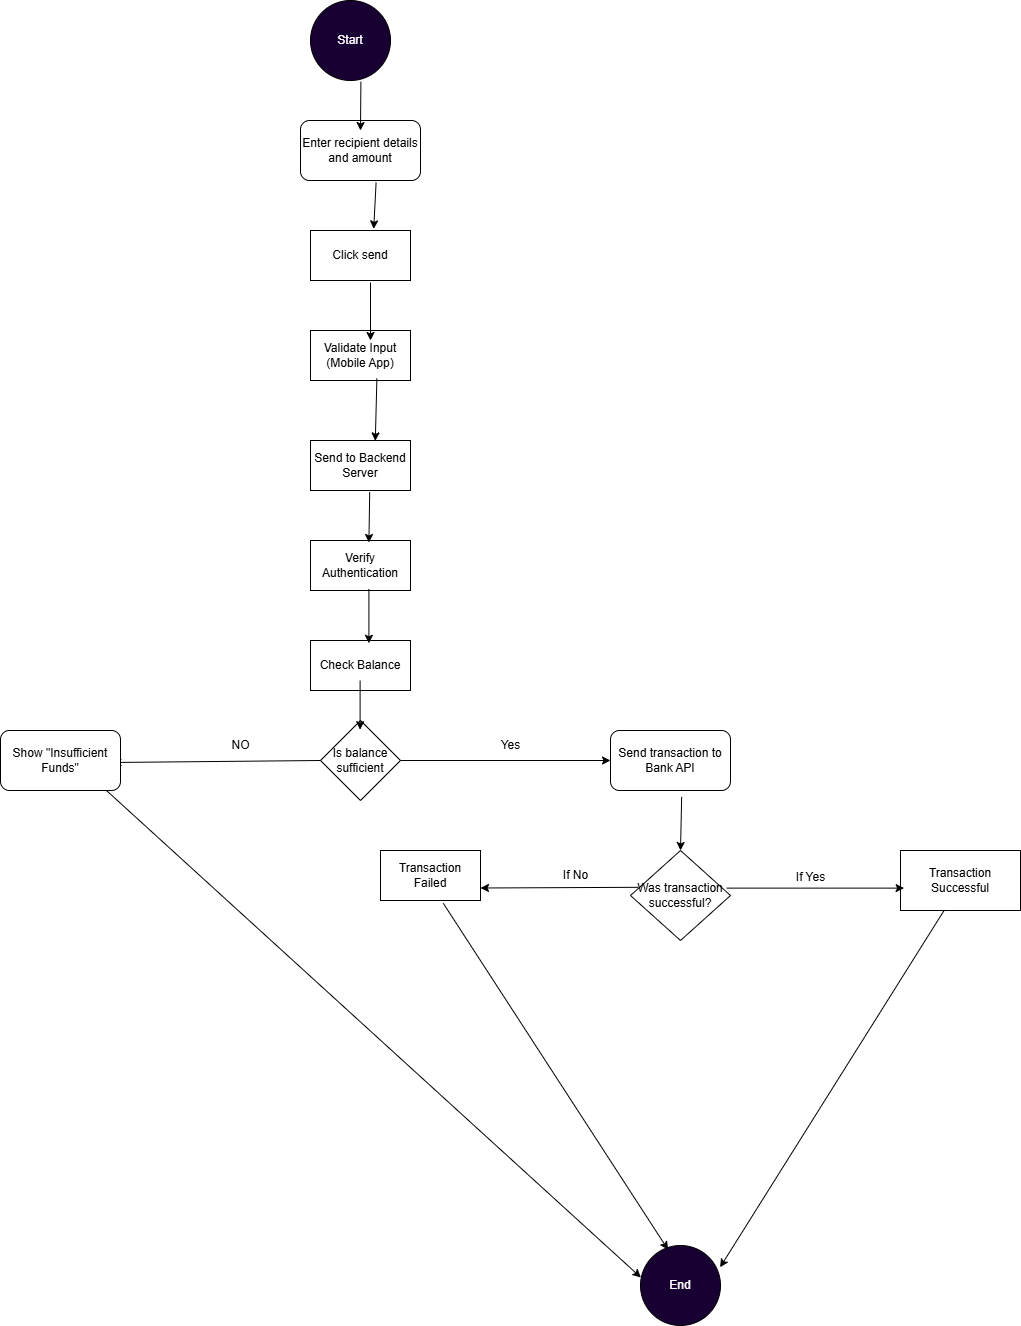 Start
Enter recipient details
and amount
Click send
Validate Input
(Mobile App)
Send to Backend
Server
Verify
Authentication
Check Balance
Show "Insufficient
Funds"
NO
Is balance
sufficient
Yes
Send transaction to
Bank API
Transaction
Failed
If No
Was transaction
successful?
If Yes
Transaction
Successful
End